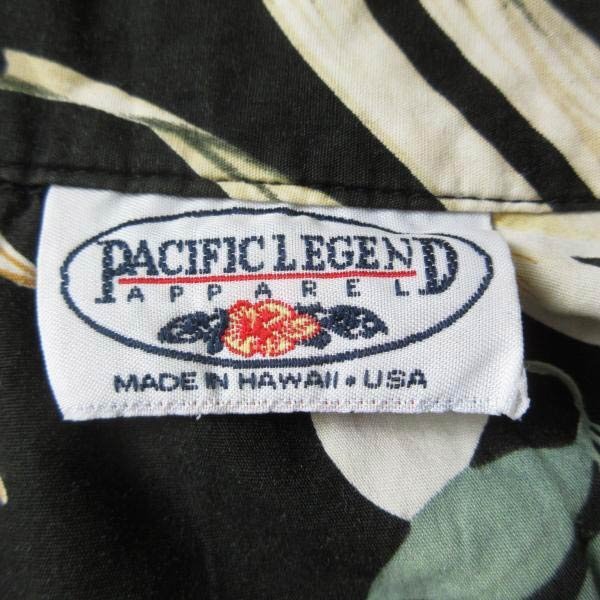 PACIFIC LEGEND
APPAREL
MADE IN HAWAII • USA